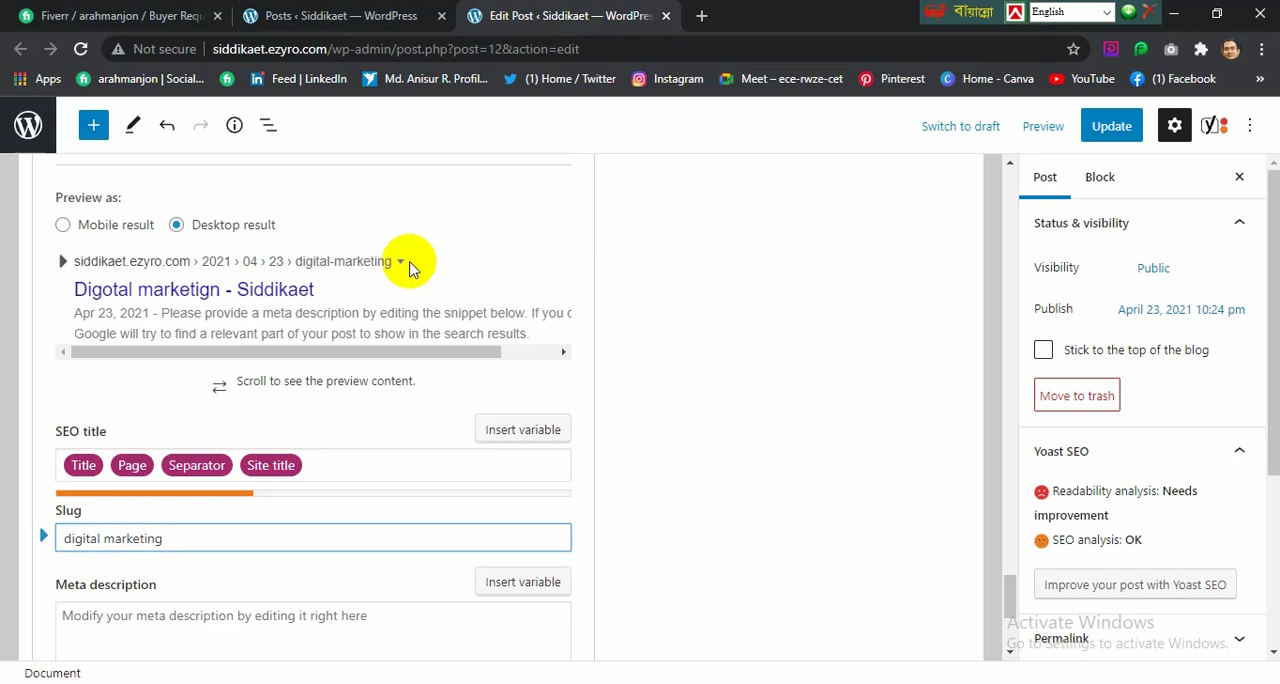 Fiverr / arahmanjon / Buyer Requ
Posts ‹ Siddikaet — WordPress
Edit Post ‹ Siddikaet — WordPres
বায়ান্নো
English
Not secure
siddikaet.ezyro.com/wp-admin/post.php?post=12&action=edit
Apps
arahmanjon | Social...
Feed | LinkedIn
Md. Anisur R. Profil...
(1) Home / Twitter
Instagram
Meet – ece-rwze-cet
Pinterest
Home - Canva
YouTube
(1) Facebook
»
Switch to draft
Preview
Update
Post
Block
Preview as:
Mobile result
Desktop result
siddikaet.ezyro.com › 2021 › 04 › 23 › digital-marketing
Digotal marketign - Siddikaet
Apr 23, 2021 - Please provide a meta description by editing the snippet below. If you
Google will try to find a relevant part of your post to show in the search results.
Scroll to see the preview content.
SEO title
Insert variable
Title
Page
Separator
Site title
Slug
digital marketing
Meta description
Insert variable
Modify your meta description by editing it right here
Status & visibility
Visibility
Public
Publish
April 23, 2021 10:24 pm
Stick to the top of the blog
Move to trash
Yoast SEO
Readability analysis: Needs
improvement
SEO analysis: OK
Improve your post with Yoast SEO
Activate Windows
Permalink
Go to Settings to activate Windows.
Document